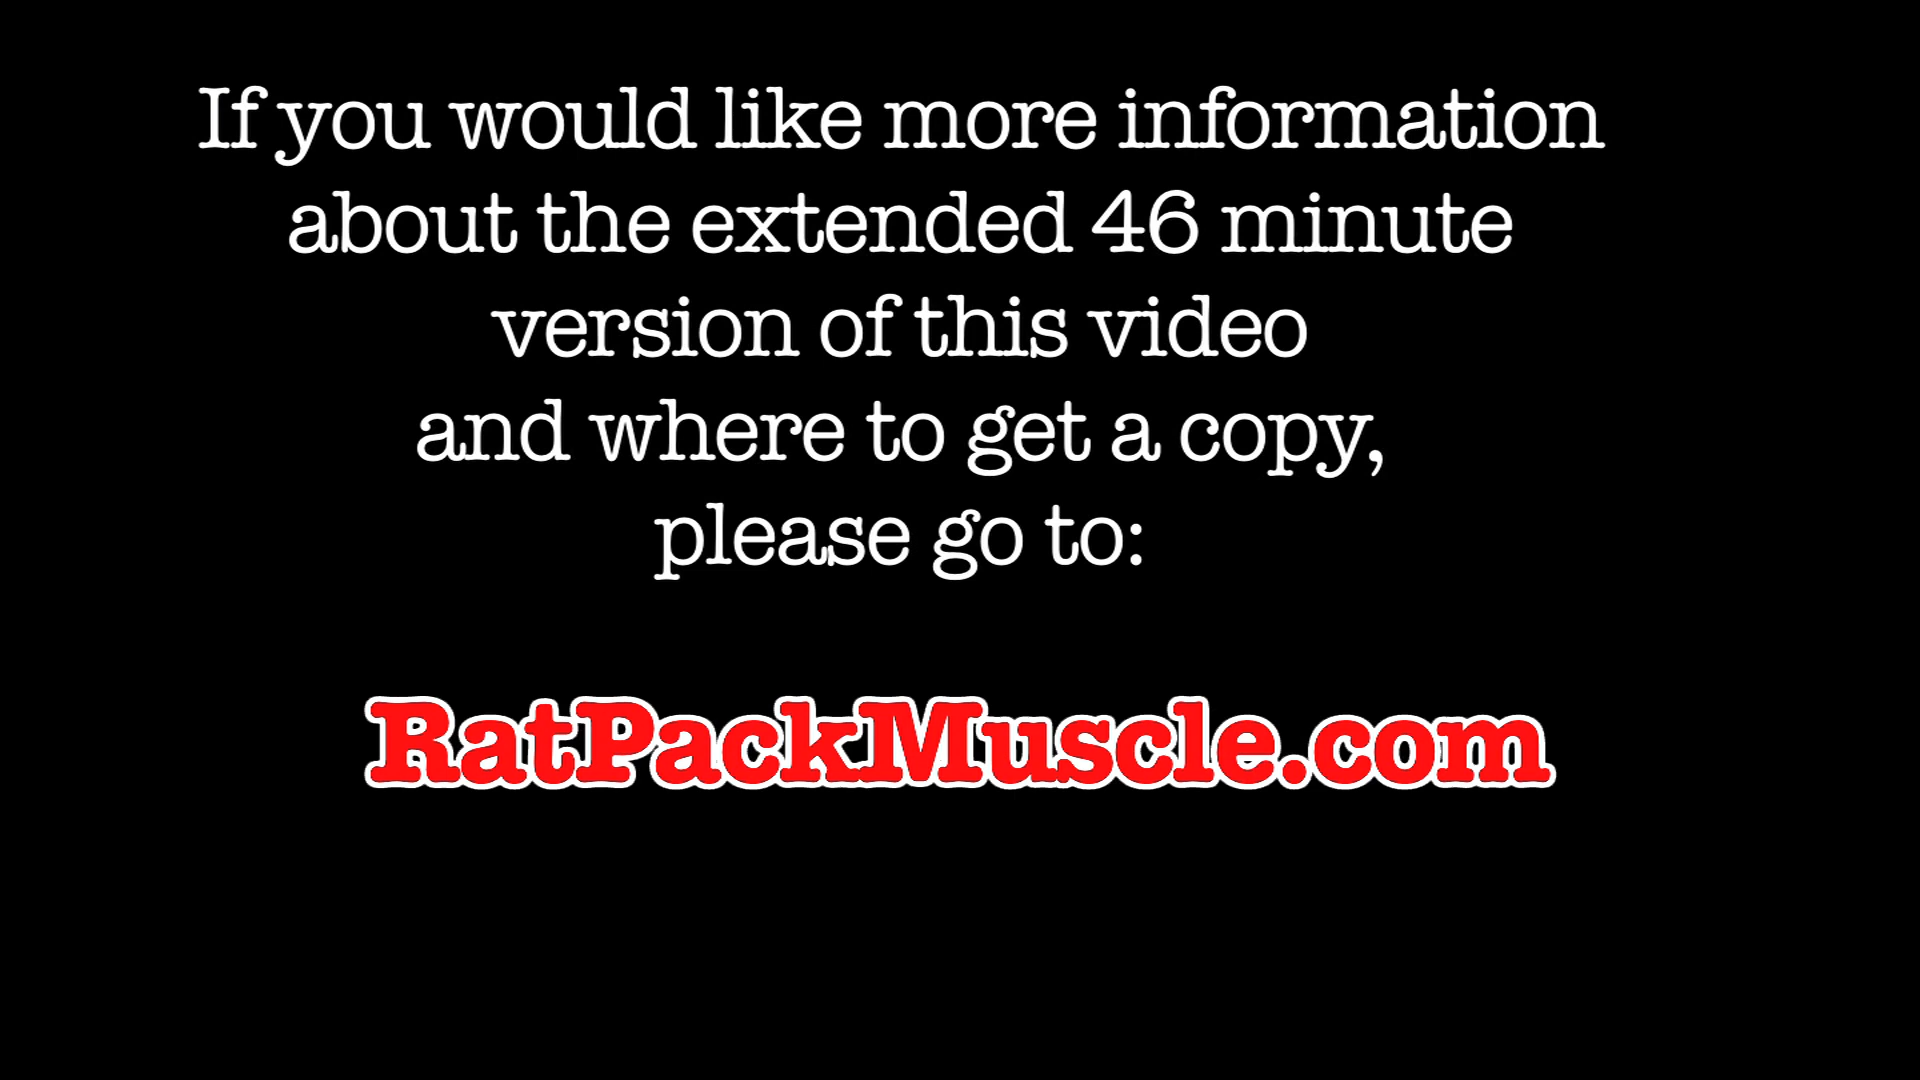 If you would like more information
about the extended 46 minute
version of this video
and where to get a copy,
please go to:
RatPackMuscle.com